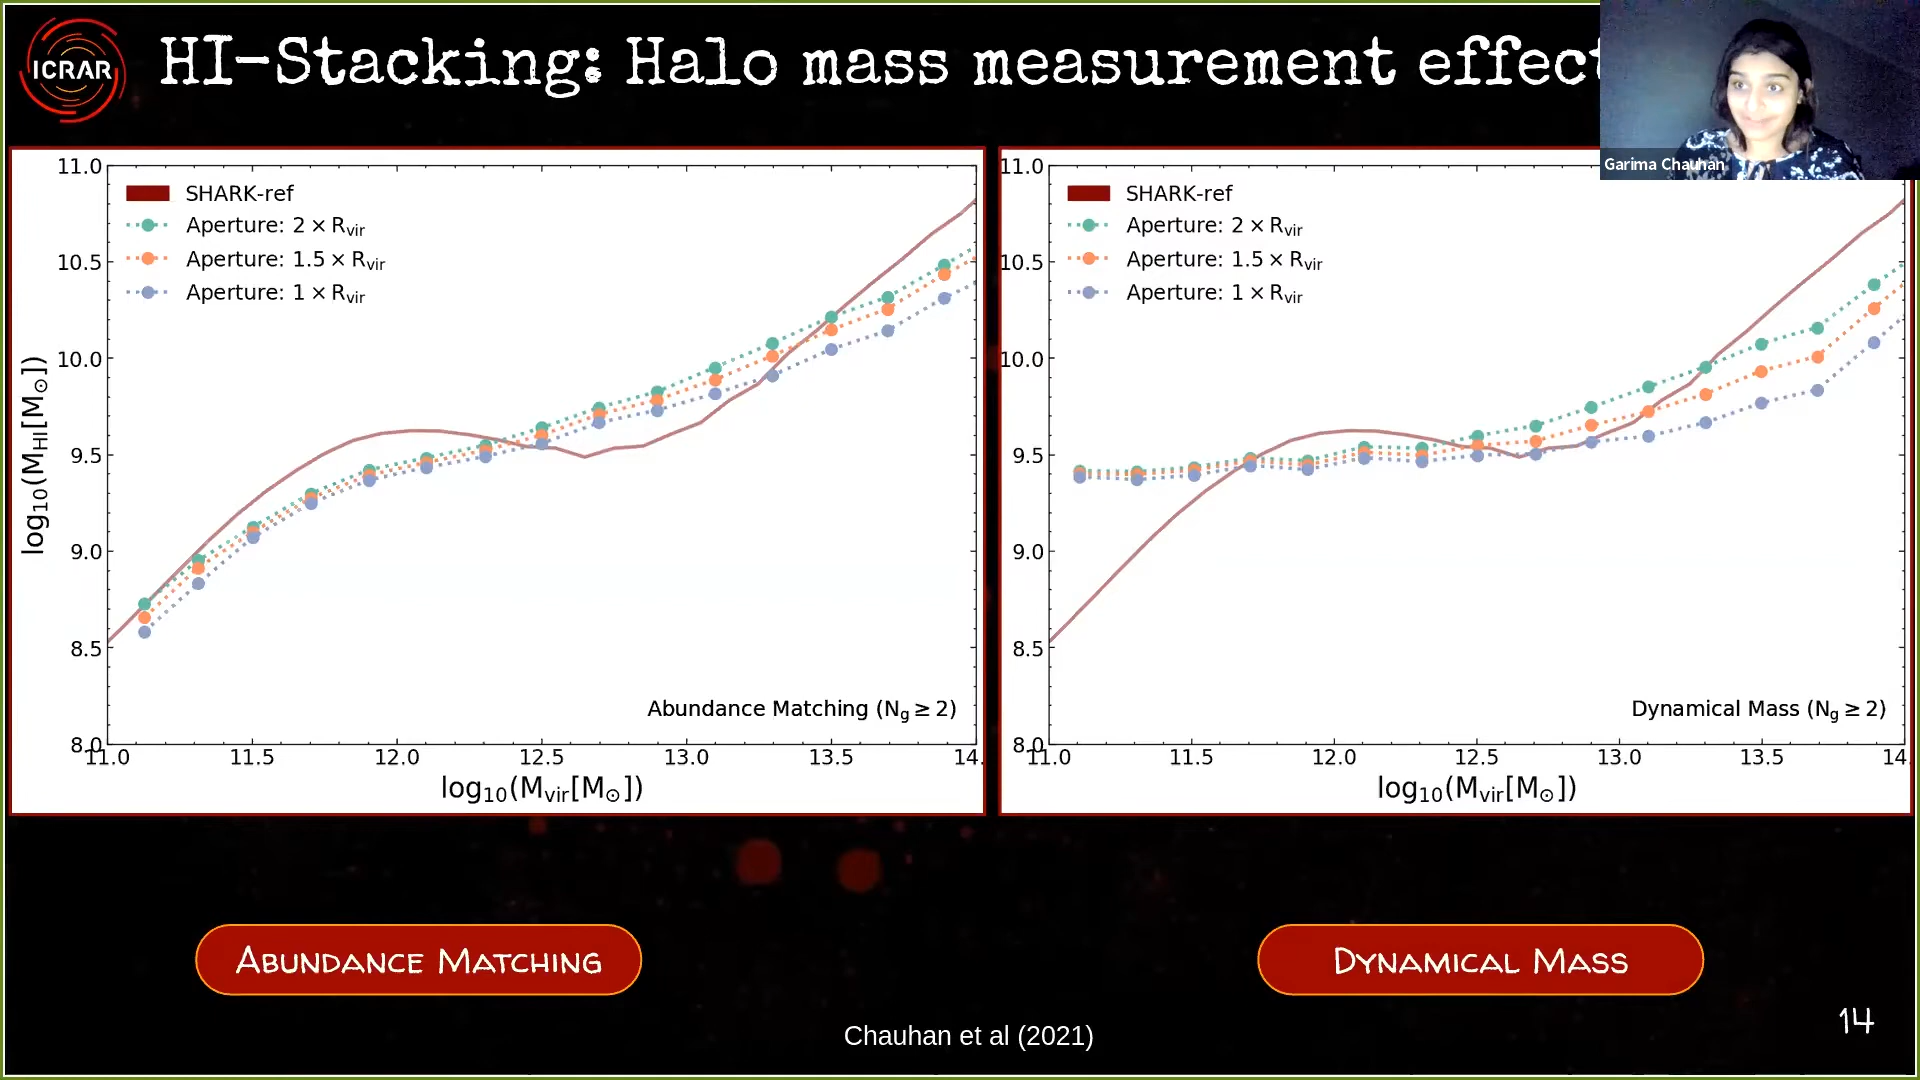 ICRAR
HI-Stacking: Halo mass measurement effect
Garima Chauhan
11.0
10.5
10.0
9.5
9.0
8.5
8.0
SHARK-ref
Aperture: 2 × Rvir
Aperture: 1.5 × Rvir
Aperture: 1 × Rvir
log10(MHI[M⊙])
Abundance Matching (Ng ≥ 2)
11.0 11.5 12.0 12.5 13.0 13.5 14.
log10(Mvir[M⊙])
11.0
10.5
10.0
9.5
9.0
8.5
8.0
SHARK-ref
Aperture: 2 × Rvir
Aperture: 1.5 × Rvir
Aperture: 1 × Rvir
Dynamical Mass (Ng ≥ 2)
11.0 11.5 12.0 12.5 13.0 13.5 14.
log10(Mvir[M⊙])
ABUNDANCE MATCHING
DYNAMICAL MASS
Chauhan et al (2021)
14